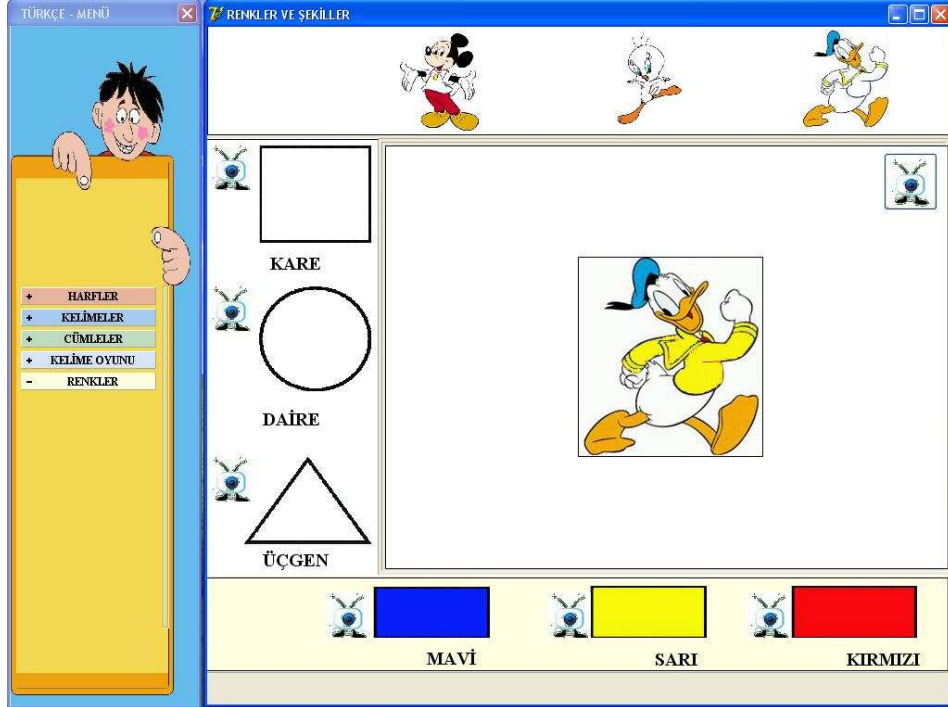 TÜRKÇE - MENÜ
RENKLER VE ŞEKİLLER
+ HARFLER
+ KELİMELER
+ CÜMLELER
+ KELİME OYUNU
- RENKLER
KARE
DAİRE
ÜÇGEN
MAVİ SARI KIRMIZI